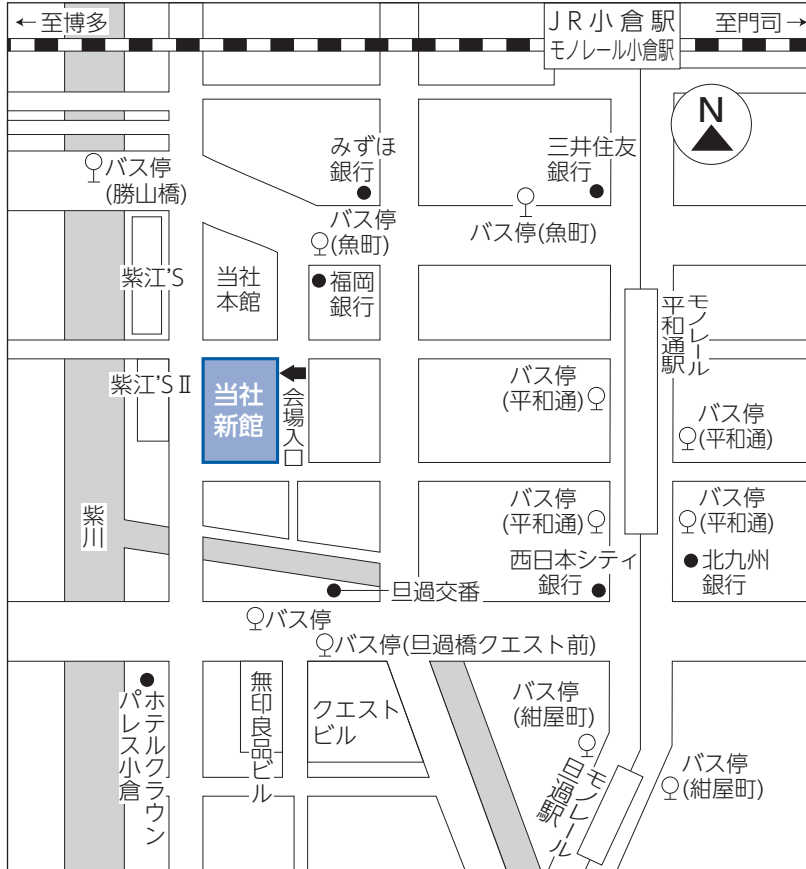 ←至博多
JR小倉駅
モノレール小倉駅
至門司→
N
みずほ
銀行
三井住友
銀行
バス停
(勝山橋)
バス停
(魚町)
バス停(魚町)
紫江'S
当社
本館
福岡
銀行
モノレール
平和通駅
紫江'SⅡ
当社
新館
会場入口
バス停
(平和通)
バス停
(平和通)
紫川
バス停
(平和通)
バス停
(平和通)
西日本シティ
銀行
北九州
銀行
旦過交番
バス停
バス停(旦過橋クエスト前)
ホテルクラウン
パレス小倉
無印良品ビル
クエスト
ビル
バス停
(紺屋町)
モノレール
旦過駅
バス停
(紺屋町)